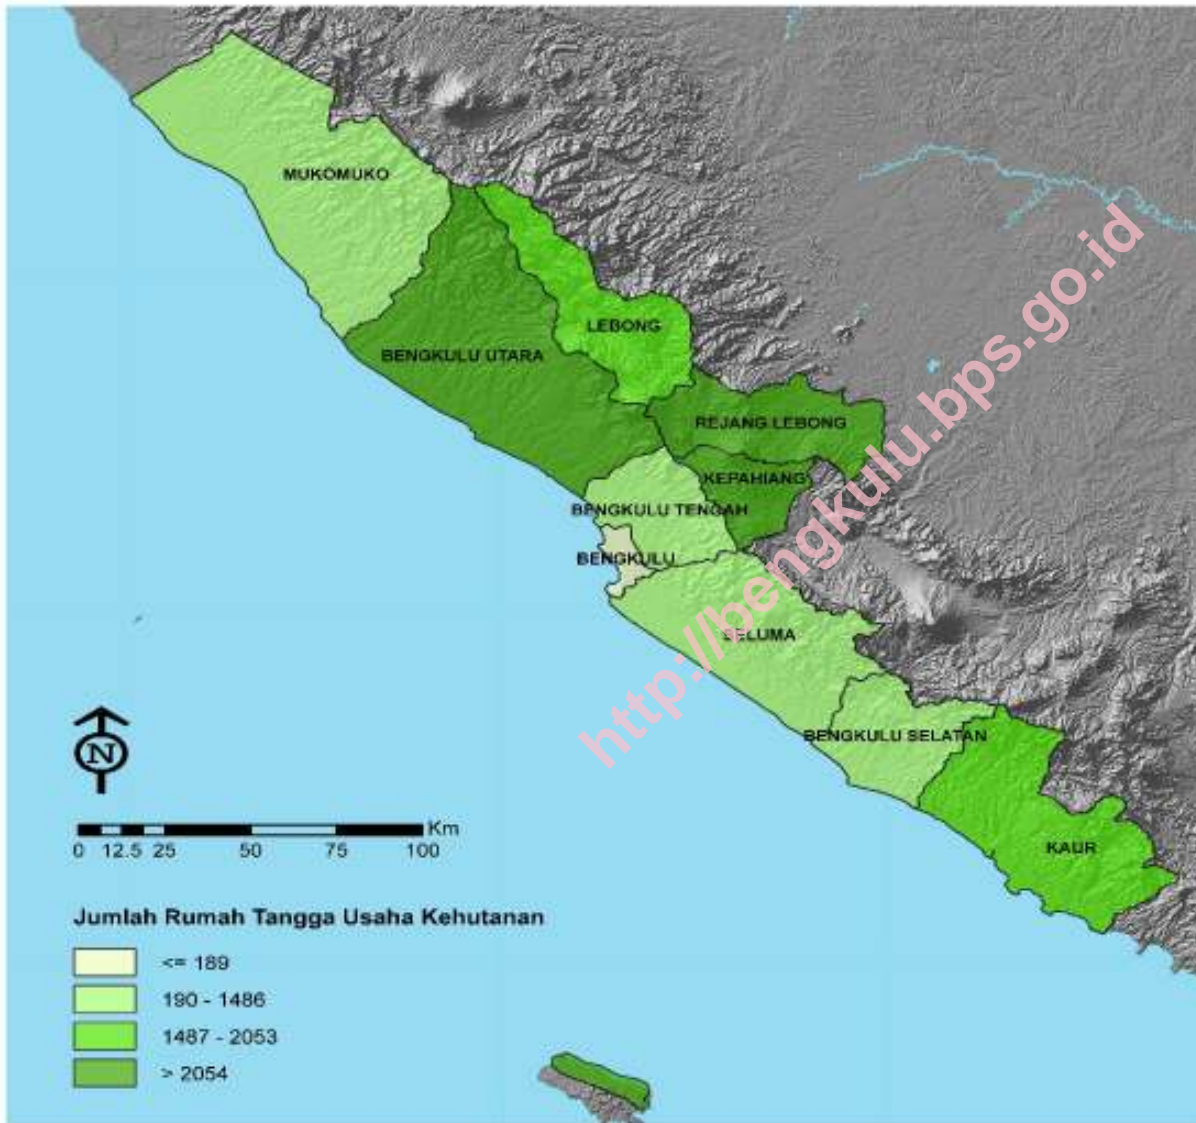 MUKOMUKO
LEBONG
BENGKULU UTARA
REJANG LEBONG
KEPAHIANG
BENGKULU TENGAH
BENGKULU
SELUMA
BENGKULU SELATAN
KAUR
http://bengkulu.bps.go.id
N
Km
0 12.5 25 50 75 100
Jumlah Rumah Tangga Usaha Kehutanan
<= 189
190 - 1486
1487 - 2053
> 2054